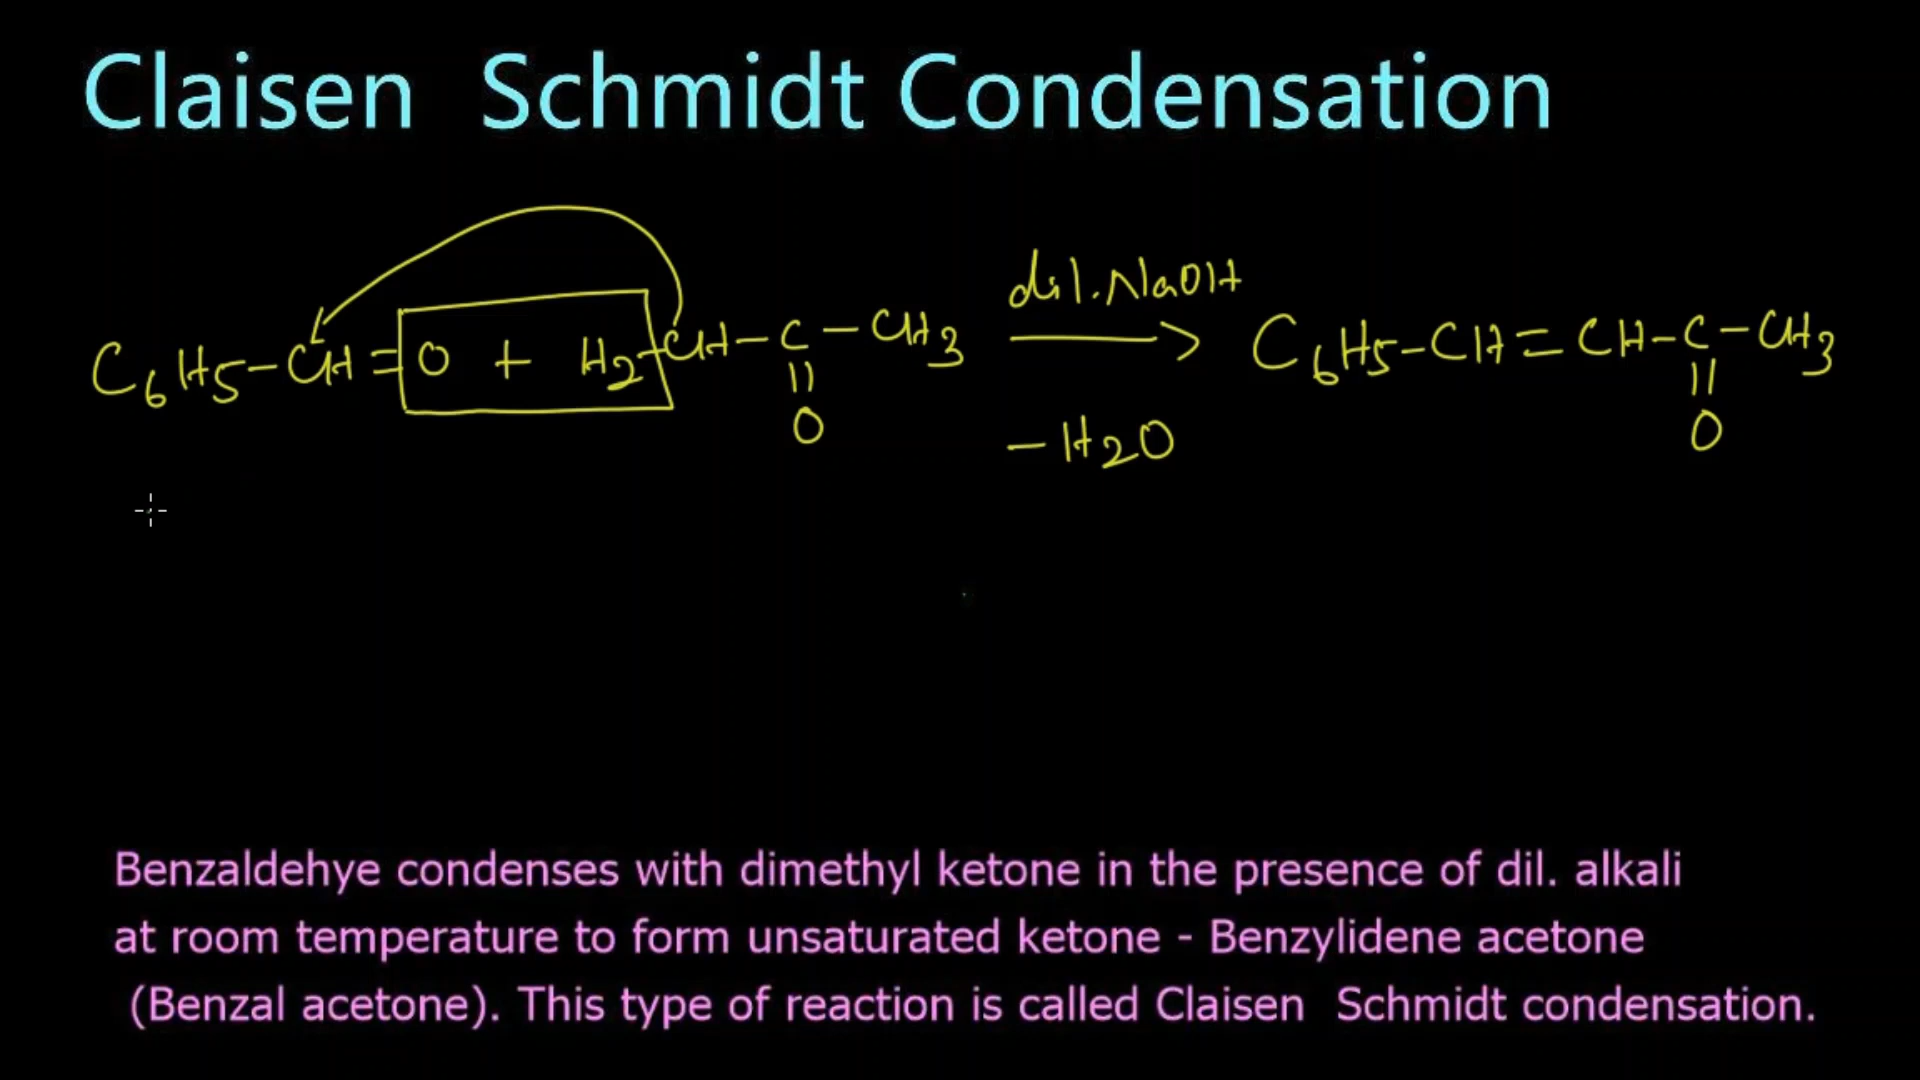 Claisen Schmidt Condensation
C6H5-CH=O + H2-CH-C-CH3 dil.NaOH C6H5-CH=CH-C-CH3
|| ||
O -H2O O
Benzaldehye condenses with dimethyl ketone in the presence of dil. alkali
at room temperature to form unsaturated ketone - Benzylidene acetone
(Benzal acetone). This type of reaction is called Claisen Schmidt condensation.